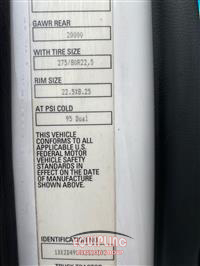 GAWR REAR
20000
WITH TIRE SIZE
275/80R22.5
RIM SIZE
22.5X8.25
AT PSI COLD
95 Dual
THIS VEHICLE
CONFORMS TO ALL
APPLICABLE U.S.
FEDERAL MOTOR
VEHICLE SAFETY
STANDARDS IN
EFFECT ON THE DATE
OF MANUFACTURE
SHOWN ABOVE.